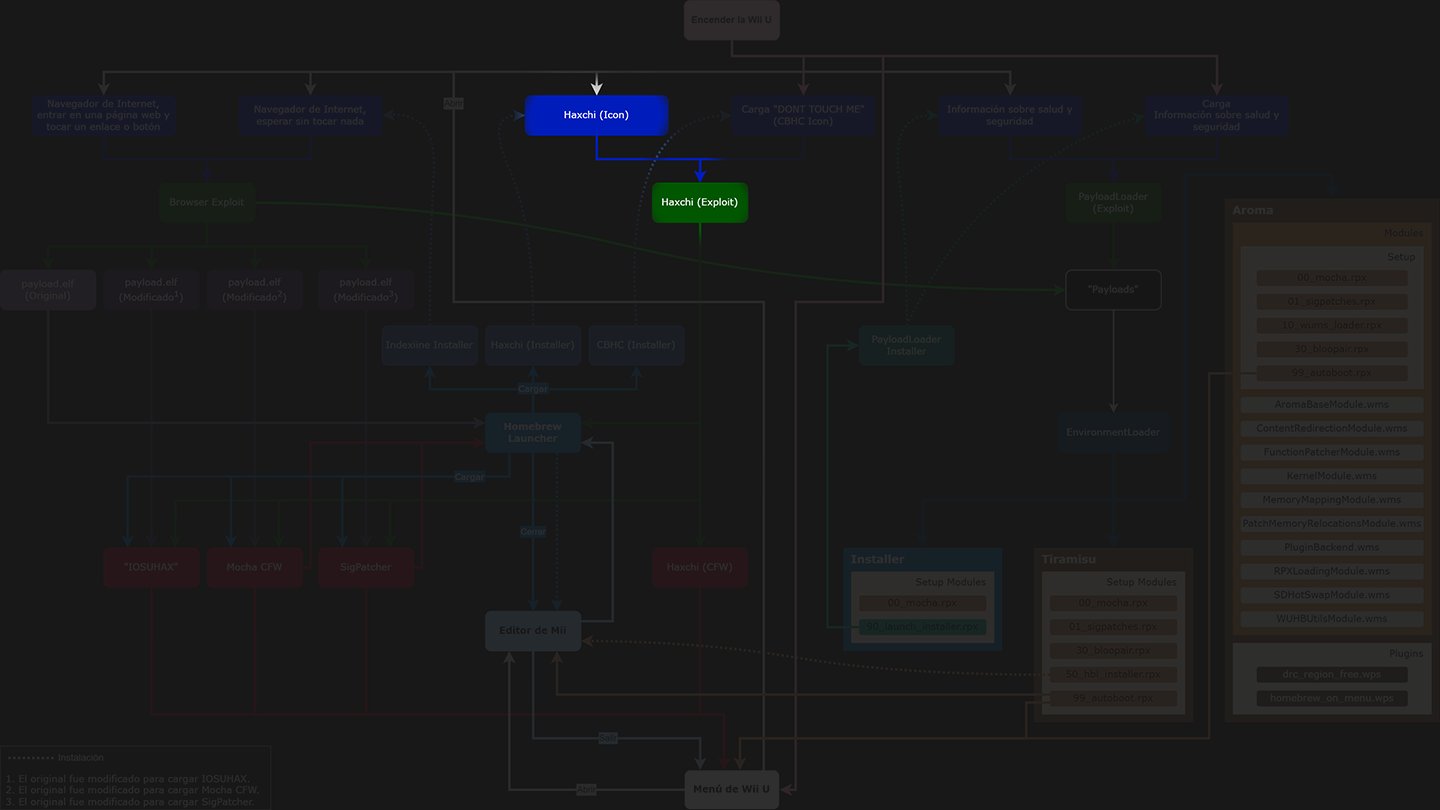 Encender la Wii U
Navegador de Internet,
entrar en una página web y
tocar un enlace o botón
Navegador de Internet,
esperar sin tocar nada
Abrir
Haxchi (Icon)
Carga "DONT TOUCH ME"
(CBHC Icon)
Información sobre salud y
seguridad
Carga
Información sobre salud y
seguridad
Browser Exploit
Haxchi (Exploit)
PayloadLoader
(Exploit)
payload.elf
(Original)
payload.elf
(Modificado¹)
payload.elf
(Modificado²)
payload.elf
(Modificado³)
"Payloads"
Indexiine Installer
Haxchi (Installer)
CBHC (Installer)
PayloadLoader
Installer
Cargar
Homebrew
Launcher
EnvironmentLoader
Cargar
Cerrar
"IOSUHAX"
Mocha CFW
SigPatcher
Haxchi (CFW)
Editor de Mii
Salir
Abrir
Menú de Wii U
Installer
Setup Modules
00_mocha.rpx
90_launch_installer.rpx
Tiramisu
Setup Modules
00_mocha.rpx
01_sigpatches.rpx
30_bloopair.rpx
50_hbl_installer.rpx
99_autoboot.rpx
Aroma
Modules
Setup
00_mocha.rpx
01_sigpatches.rpx
10_wums_loader.rpx
30_bloopair.rpx
90_autoboot.rpx
AromaBaseModule.wms
ContentRedirectionModule.wms
FunctionPatcherModule.wms
KernelModule.wms
MemoryMappingModule.wms
PatchMemoryRelocationsModule.wms
PluginBackend.wms
RPXLoadingModule.wms
SDHotSwapModule.wms
WUHBUtilsModule.wms
Plugins
drc_region_free.wps
homebrew_on_menu.wps
Instalación
1. El original fue modificado para cargar IOSUHAX.
2. El original fue modificado para cargar Mocha CFW.
3. El original fue modificado para cargar SigPatcher.